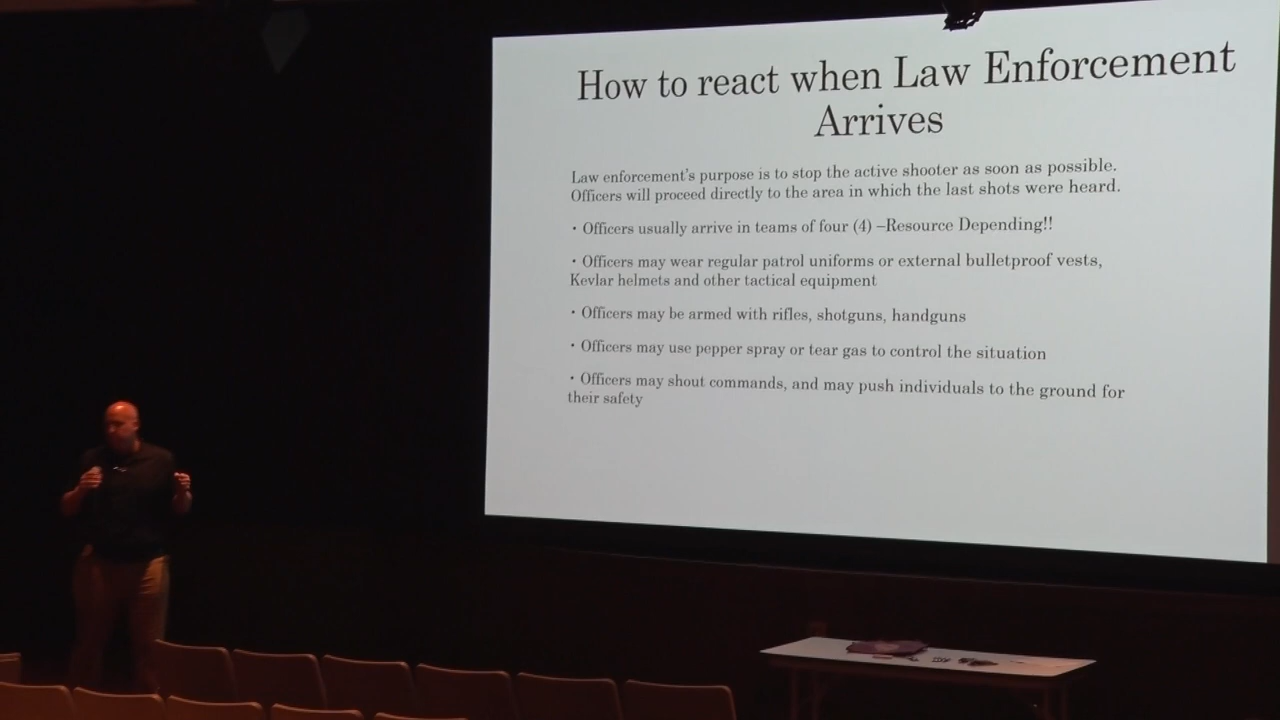 How to react when Law Enforcement
Arrives
Law enforcement's purpose is to stop the active shooter as soon as possible.
Officers will proceed directly to the area in which the last shots were heard.
• Officers usually arrive in teams of four (4) –Resource Depending!!
• Officers may wear regular patrol uniforms or external bulletproof vests,
Kevlar helmets and other tactical equipment
• Officers may be armed with rifles, shotguns, handguns
• Officers may use pepper spray or tear gas to control the situation
• Officers may shout commands, and may push individuals to the ground for
their safety